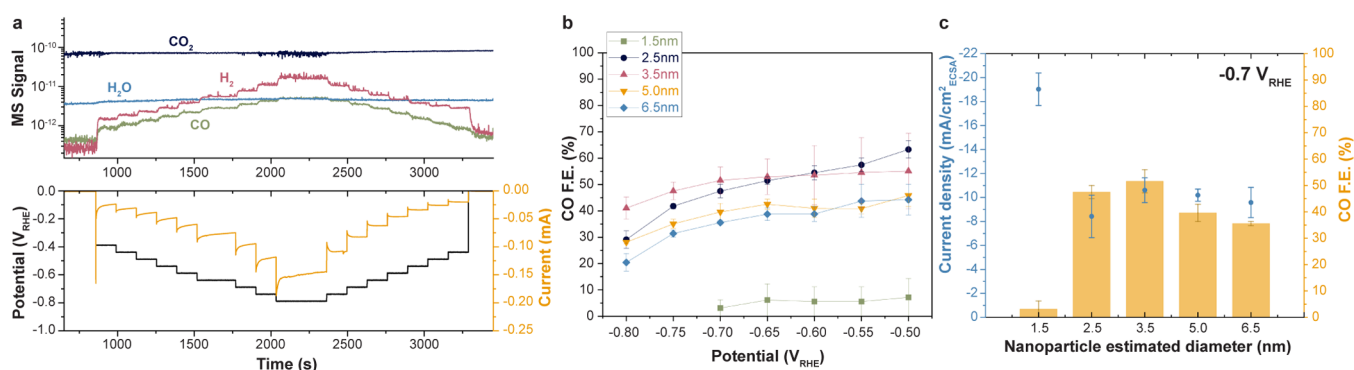 a
MS Signal
10⁻¹⁰
10⁻¹¹
10⁻¹²
CO₂
H₂
H₂O
CO
1000 1500 2000 2500 3000
Potential (V_RHE)
0.0
-0.2
-0.4
-0.6
-0.8
-1.0
0.00
-0.05
-0.10
-0.15
-0.20
-0.25
Current (mA)
1000 1500 2000 2500 3000
Time (s)
b
1.5nm
2.5nm
3.5nm
5.0nm
6.5nm
CO F.E. (%)
100
90
80
70
60
50
40
30
20
10
0
-0.80 -0.75 -0.70 -0.65 -0.60 -0.55 -0.50
Potential (V_RHE)
c
-0.7 V_RHE
Current density (mA/cm²_ECSA)
-22
-20
-18
-16
-14
-12
-10
-8
-6
-4
-2
0
100
90
80
70
60
50
40
30
20
10
0
CO F.E. (%)
1.5 2.5 3.5 5.0 6.5
Nanoparticle estimated diameter (nm)